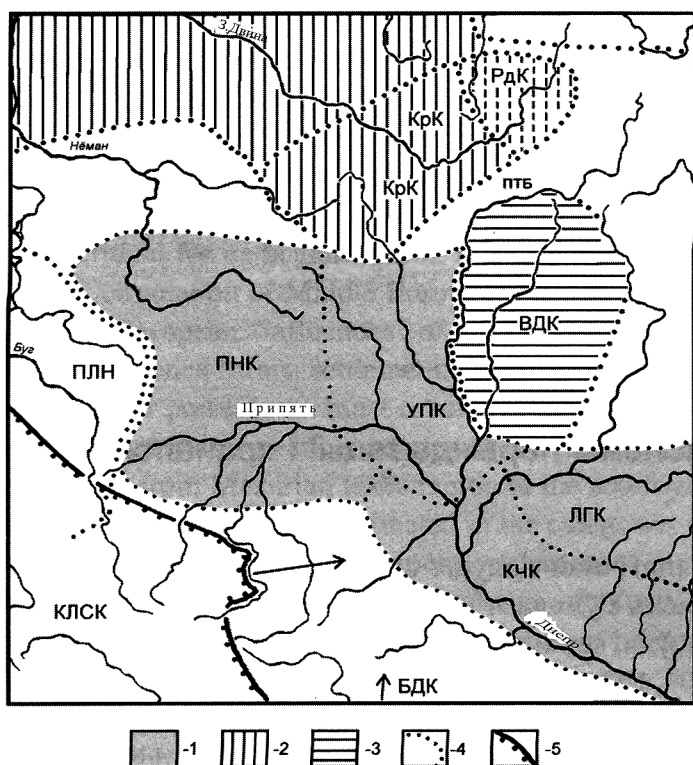 З.Двина
РдК
КрК
Нёман
КрК
ПТБ
ВДК
Буг
ПЛН
ПНК
УПК
Припять
ЛГК
КЧК
КЛСК
Днепр
БДК
-1 -2 -3 -4 -5